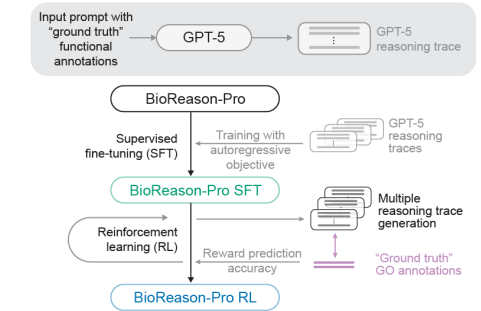 Input prompt with
“ground truth”
functional
annotations
GPT-5
GPT-5
reasoning trace
BioReason-Pro
Supervised
fine-tuning (SFT)
Training with
autoregressive
objective
GPT-5
reasoning
traces
BioReason-Pro SFT
Reinforcement
learning (RL)
Multiple
reasoning trace
generation
Reward prediction
accuracy
“Ground truth”
GO annotations
BioReason-Pro RL